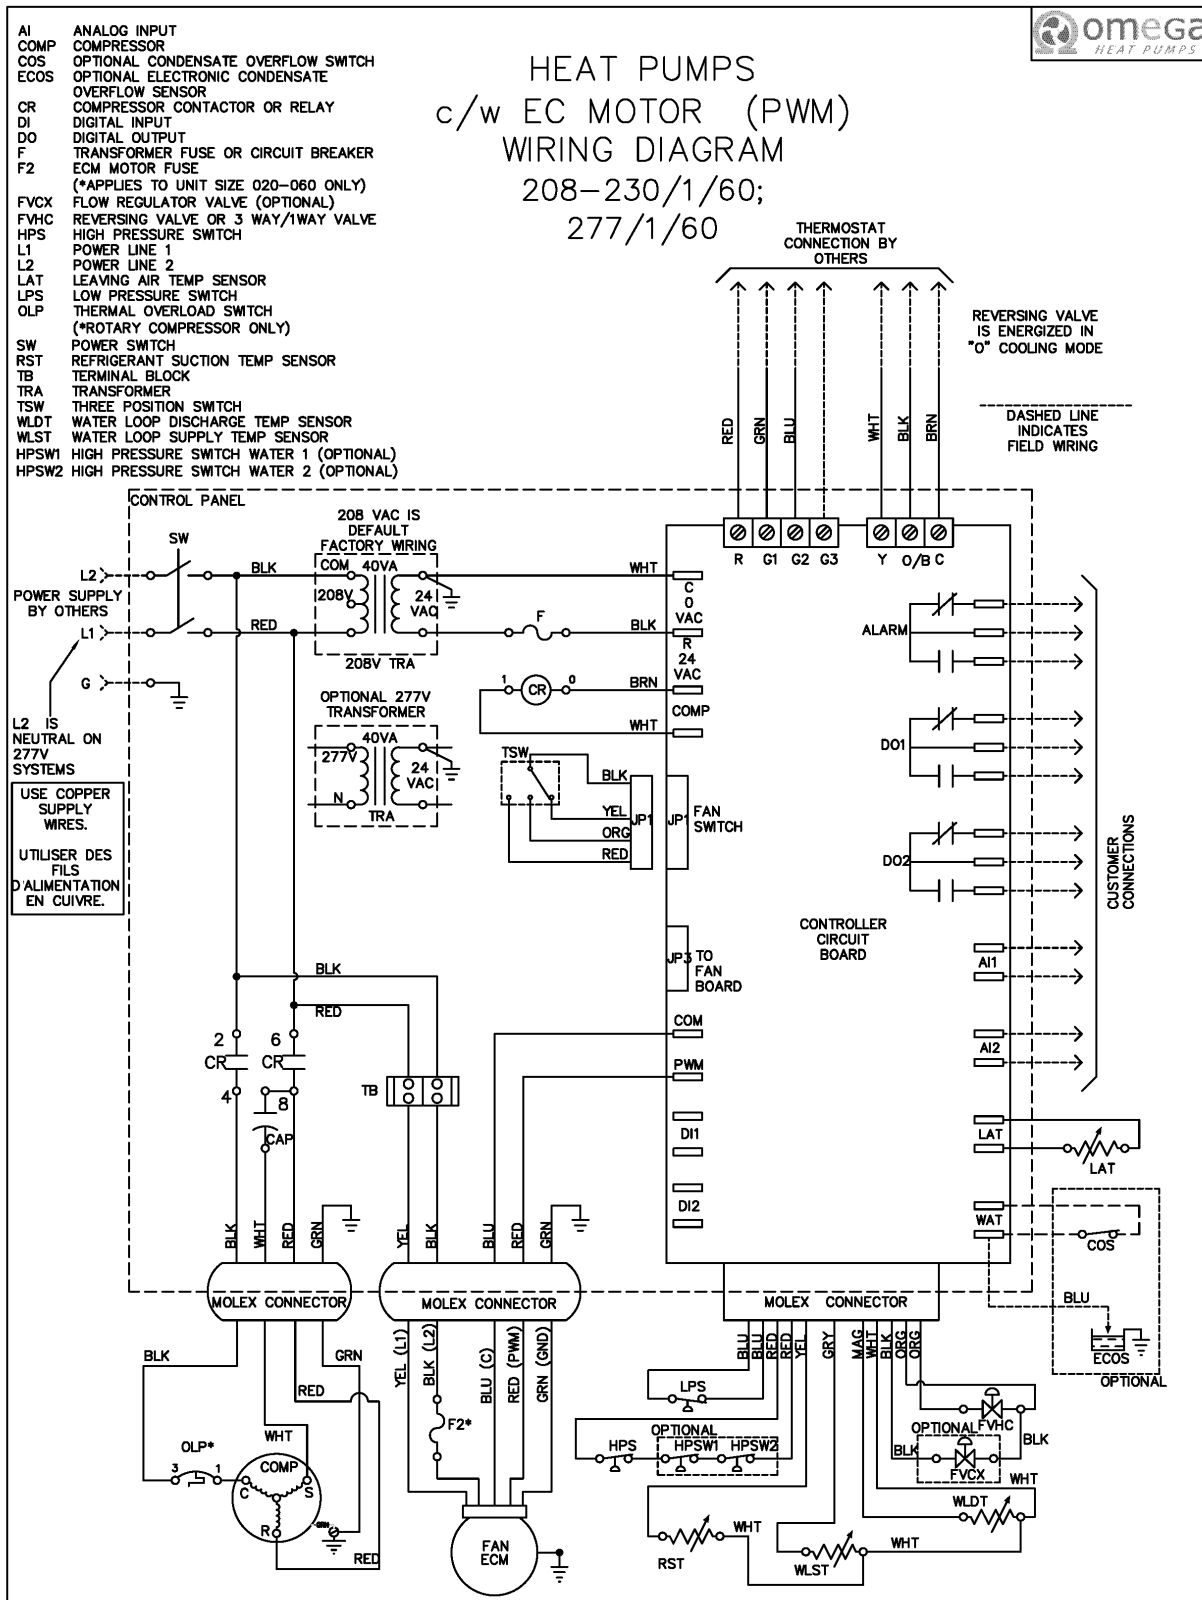 AI ANALOG INPUT
COMP COMPRESSOR
COS OPTIONAL CONDENSATE OVERFLOW SWITCH
ECOS OPTIONAL ELECTRONIC CONDENSATE
OVERFLOW SENSOR
CR COMPRESSOR CONTACTOR OR RELAY
DI DIGITAL INPUT
DO DIGITAL OUTPUT
F TRANSFORMER FUSE OR CIRCUIT BREAKER
F2 ECM MOTOR FUSE
(*APPLIES TO UNIT SIZE 020-060 ONLY)
FVCX FLOW REGULATOR VALVE (OPTIONAL)
FVHC REVERSING VALVE OR 3 WAY/1WAY VALVE
HPS HIGH PRESSURE SWITCH
L1 POWER LINE 1
L2 POWER LINE 2
LAT LEAVING AIR TEMP SENSOR
LPS LOW PRESSURE SWITCH
OLP THERMAL OVERLOAD SWITCH
(*ROTARY COMPRESSOR ONLY)
SW POWER SWITCH
RST REFRIGERANT SUCTION TEMP SENSOR
TB TERMINAL BLOCK
TRA TRANSFORMER
TSW THREE POSITION SWITCH
WLDT WATER LOOP DISCHARGE TEMP SENSOR
WLST WATER LOOP SUPPLY TEMP SENSOR
HPSW1 HIGH PRESSURE SWITCH WATER 1 (OPTIONAL)
HPSW2 HIGH PRESSURE SWITCH WATER 2 (OPTIONAL)
HEAT PUMPS
c/w EC MOTOR (PWM)
WIRING DIAGRAM
208-230/1/60;
277/1/60
omega
HEAT PUMPS
THERMOSTAT
CONNECTION BY
OTHERS
REVERSING VALVE
IS ENERGIZED IN
"O" COOLING MODE
DASHED LINE
INDICATES
FIELD WIRING
RED
GRN
BLU
WHT
BLK
BRN
R G1 G2 G3 Y O/B C
CONTROL PANEL
SW
L2
POWER SUPPLY
BY OTHERS
L1
G
L2 IS
NEUTRAL ON
277V
SYSTEMS
USE COPPER
SUPPLY
WIRES.
UTILISER DES
FILS
D'ALIMENTATION
EN CUIVRE.
BLK
RED
208 VAC IS
DEFAULT
FACTORY WIRING
COM 40VA
208V 24
VAC
208V TRA
OPTIONAL 277V
TRANSFORMER
40VA
277V 24
VAC
N
TRA
F
1 CR 0
WHT
BLK
BRN
WHT
C
0
VAC
R
24
VAC
COMP
TSW
BLK
YEL
ORG
RED
JP1
JP1
FAN
SWITCH
JP3
TO
FAN
BOARD
COM
PWM
DI1
DI2
CONTROLLER
CIRCUIT
BOARD
ALARM
DO1
DO2
AI1
AI2
LAT
WAT
CUSTOMER
CONNECTIONS
LAT
COS
BLU
ECOS
OPTIONAL
BLK
RED
2 6
CR CR
4 8
CAP
TB
BLK
WHT
RED
GRN
YEL
BLK
BLU
RED
GRN
MOLEX CONNECTOR
MOLEX CONNECTOR
MOLEX CONNECTOR
BLK
GRN
RED
WHT
OLP*
3 1
COMP
C S
R
GRN
RED
YEL (L1)
BLK (L2)
BLU (C)
RED (PWM)
GRN (GND)
F2*
FAN
ECM
BLU
BLU
RED
RED
YEL
GRY
MAG
WHT
BLK
ORG
ORG
LPS
OPTIONAL
HPS HPSW1 HPSW2
OPTIONAL FVHC
BLK
BLK
FVCX
WHT
WLDT
WHT
RST
WHT
WLST